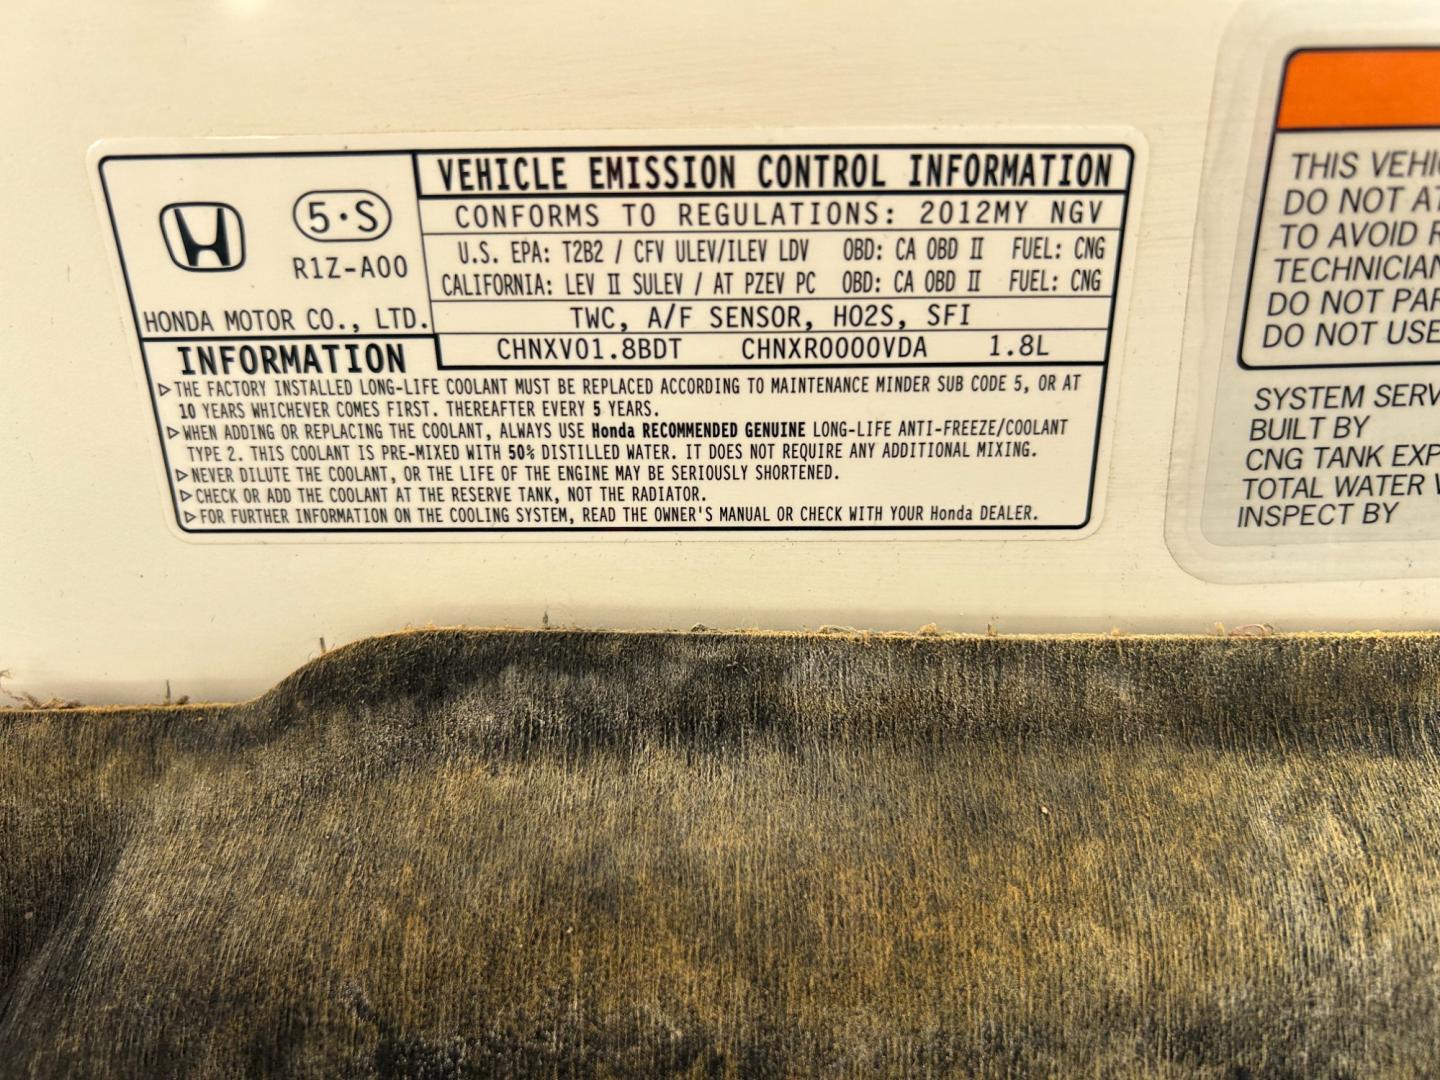 5·S
R1Z-A00
HONDA MOTOR CO., LTD.
VEHICLE EMISSION CONTROL INFORMATION
CONFORMS TO REGULATIONS: 2012MY NGV
U.S. EPA: T2B2 / CFV ULEV/ILEV LDV OBD: CA OBD II FUEL: CNG
CALIFORNIA: LEV II SULEV / AT PZEV PC OBD: CA OBD II FUEL: CNG
TWC, A/F SENSOR, HO2S, SFI
CHNXV01.8BDT CHNXR0000VDA 1.8L
INFORMATION
▷THE FACTORY INSTALLED LONG-LIFE COOLANT MUST BE REPLACED ACCORDING TO MAINTENANCE MINDER SUB CODE 5, OR AT
10 YEARS WHICHEVER COMES FIRST. THEREAFTER EVERY 5 YEARS.
▷WHEN ADDING OR REPLACING THE COOLANT, ALWAYS USE Honda RECOMMENDED GENUINE LONG-LIFE ANTI-FREEZE/COOLANT
TYPE 2. THIS COOLANT IS PRE-MIXED WITH 50% DISTILLED WATER. IT DOES NOT REQUIRE ANY ADDITIONAL MIXING.
▷NEVER DILUTE THE COOLANT, OR THE LIFE OF THE ENGINE MAY BE SERIOUSLY SHORTENED.
▷CHECK OR ADD THE COOLANT AT THE RESERVE TANK, NOT THE RADIATOR.
▷FOR FURTHER INFORMATION ON THE COOLING SYSTEM, READ THE OWNER'S MANUAL OR CHECK WITH YOUR Honda DEALER.
THIS
DO NOT
TO AVOID
DO NOT
DO NOT USE
SYSTEM
BUILT BY
CNG TANK
TOTAL WATER
INSPECT BY